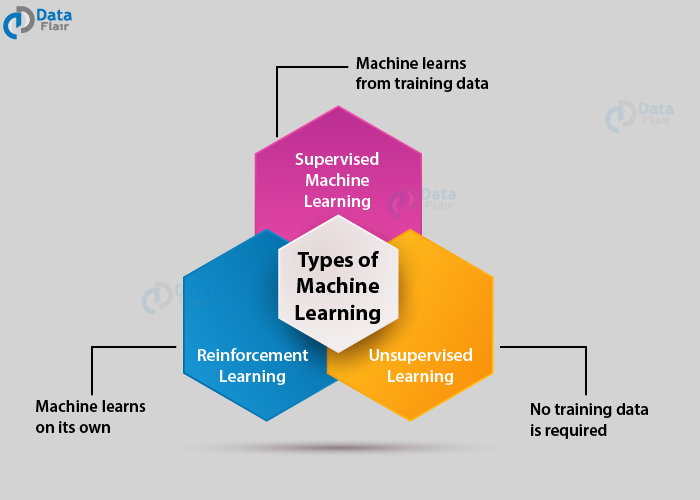 Data
Flair
Machine learns
from training data
Data
Flair
Supervised
Machine
Learning
Data
Flair
Types of
Machine
Learning
Data
Flair
Reinforcement
Learning
Unsupervised
Learning
Machine learns
on its own
No training data
is required